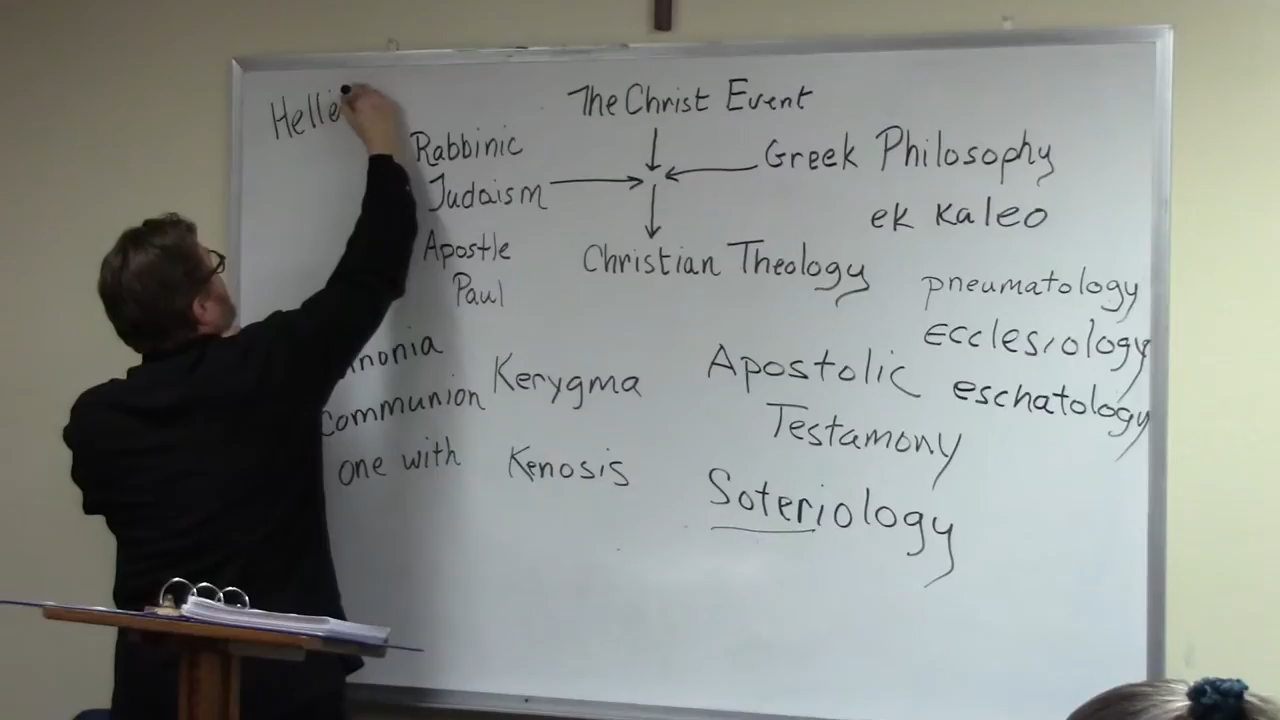 The Christ Event
Helle
Rabbinic
Judaism
Greek Philosophy
ek kaleo
Apostle
Paul
Christian Theology
pneumatology
Ecclesiology
eschatology
Communion
one with
Kerygma
Kenosis
Apostolic
Testamony
Soteriology